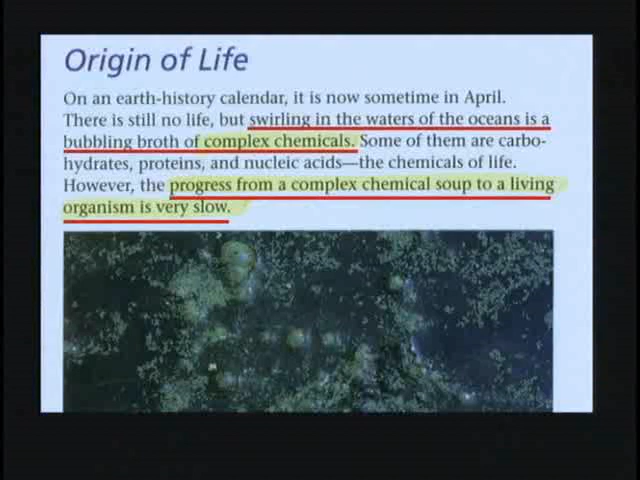 Origin of Life
On an earth-history calendar, it is now sometime in April.
There is still no life, but swirling in the waters of the oceans is a
bubbling broth of complex chemicals. Some of them are carbo-
hydrates, proteins, and nucleic acids—the chemicals of life.
However, the progress from a complex chemical soup to a living
organism is very slow.